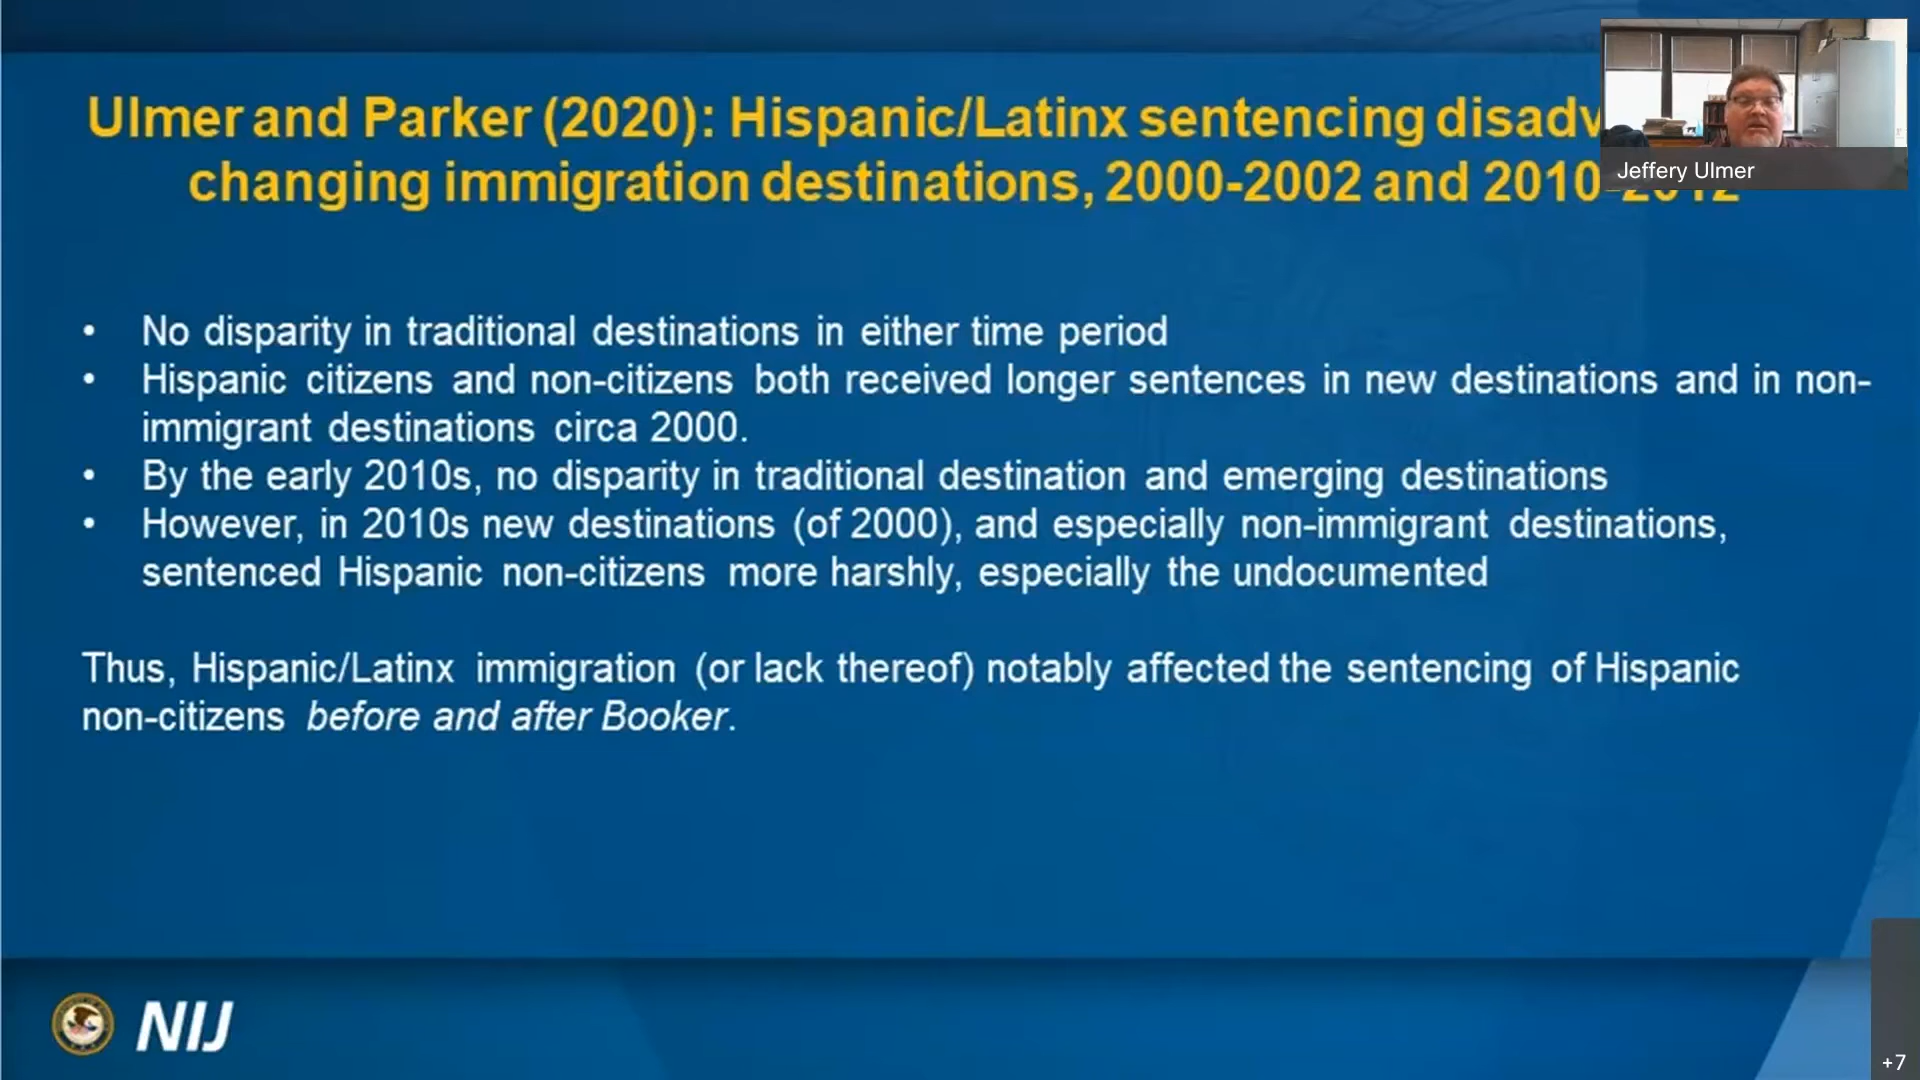 Ulmer and Parker (2020): Hispanic/Latinx sentencing
changing immigration destinations, 2000-2002 and 2010-2012
Jeffery Ulmer
• No disparity in traditional destinations in either time period
• Hispanic citizens and non-citizens both received longer sentences in new destinations and in non-
immigrant destinations circa 2000.
• By the early 2010s, no disparity in traditional destination and emerging destinations
• However, in 2010s new destinations (of 2000), and especially non-immigrant destinations,
sentenced Hispanic non-citizens more harshly, especially the undocumented
Thus, Hispanic/Latinx immigration (or lack thereof) notably affected the sentencing of Hispanic
non-citizens before and after Booker.
NIJ
+7